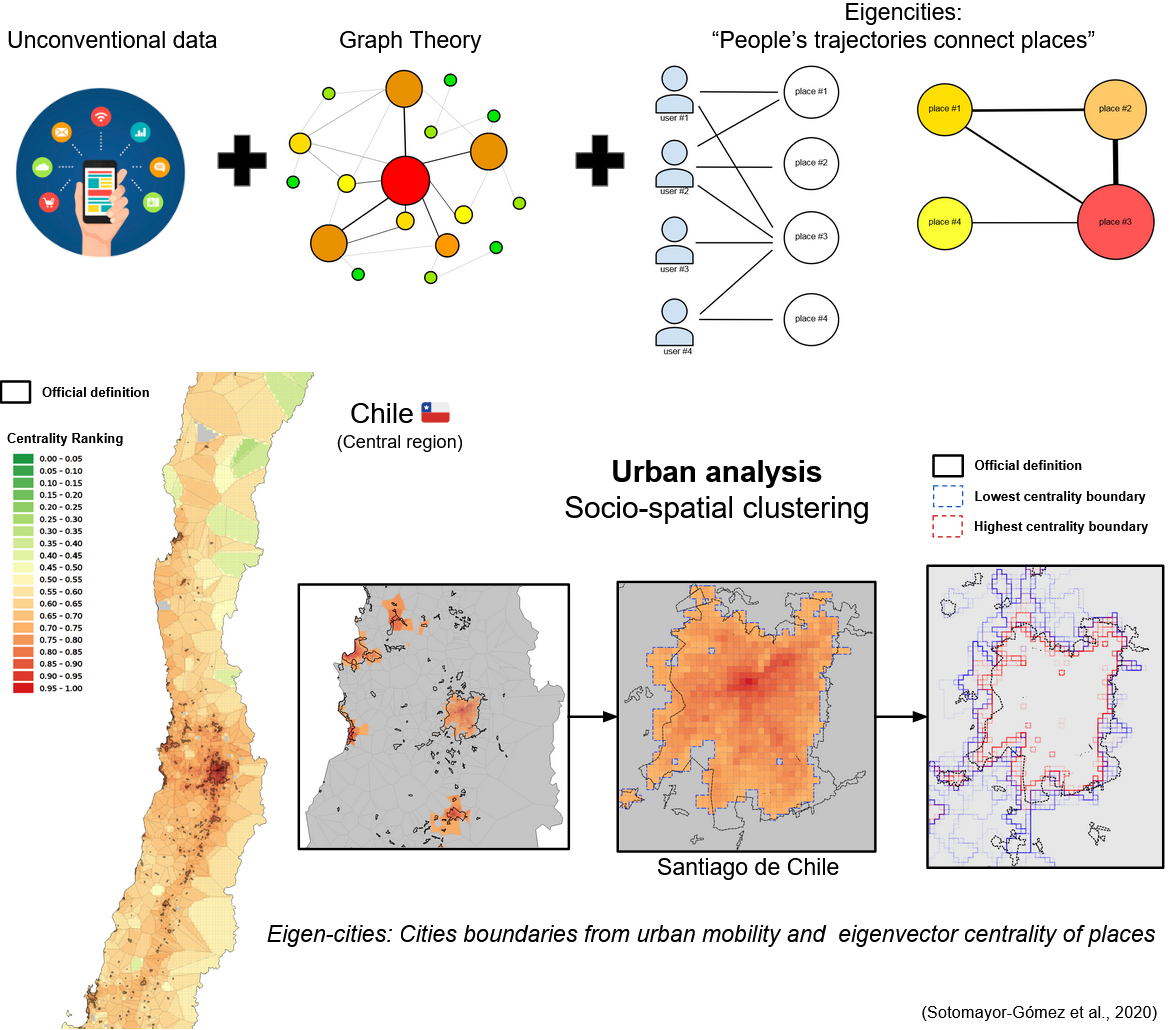 Unconventional data
Graph Theory
Eigencities:
“People’s trajectories connect places”
user #1
user #2
user #3
user #4
place #1
place #2
place #3
place #4
place #1
place #2
place #4
place #3
Official definition
Centrality Ranking
0.00 - 0.05
0.05 - 0.10
0.10 - 0.15
0.15 - 0.20
0.20 - 0.25
0.25 - 0.30
0.30 - 0.35
0.35 - 0.40
0.40 - 0.45
0.45 - 0.50
0.50 - 0.55
0.55 - 0.60
0.60 - 0.65
0.65 - 0.70
0.70 - 0.75
0.75 - 0.80
0.80 - 0.85
0.85 - 0.90
0.90 - 0.95
0.95 - 1.00
Chile
(Central region)
Urban analysis
Socio-spatial clustering
Official definition
Lowest centrality boundary
Highest centrality boundary
Santiago de Chile
Eigen-cities: Cities boundaries from urban mobility and eigenvector centrality of places
(Sotomayor-Gómez et al., 2020)